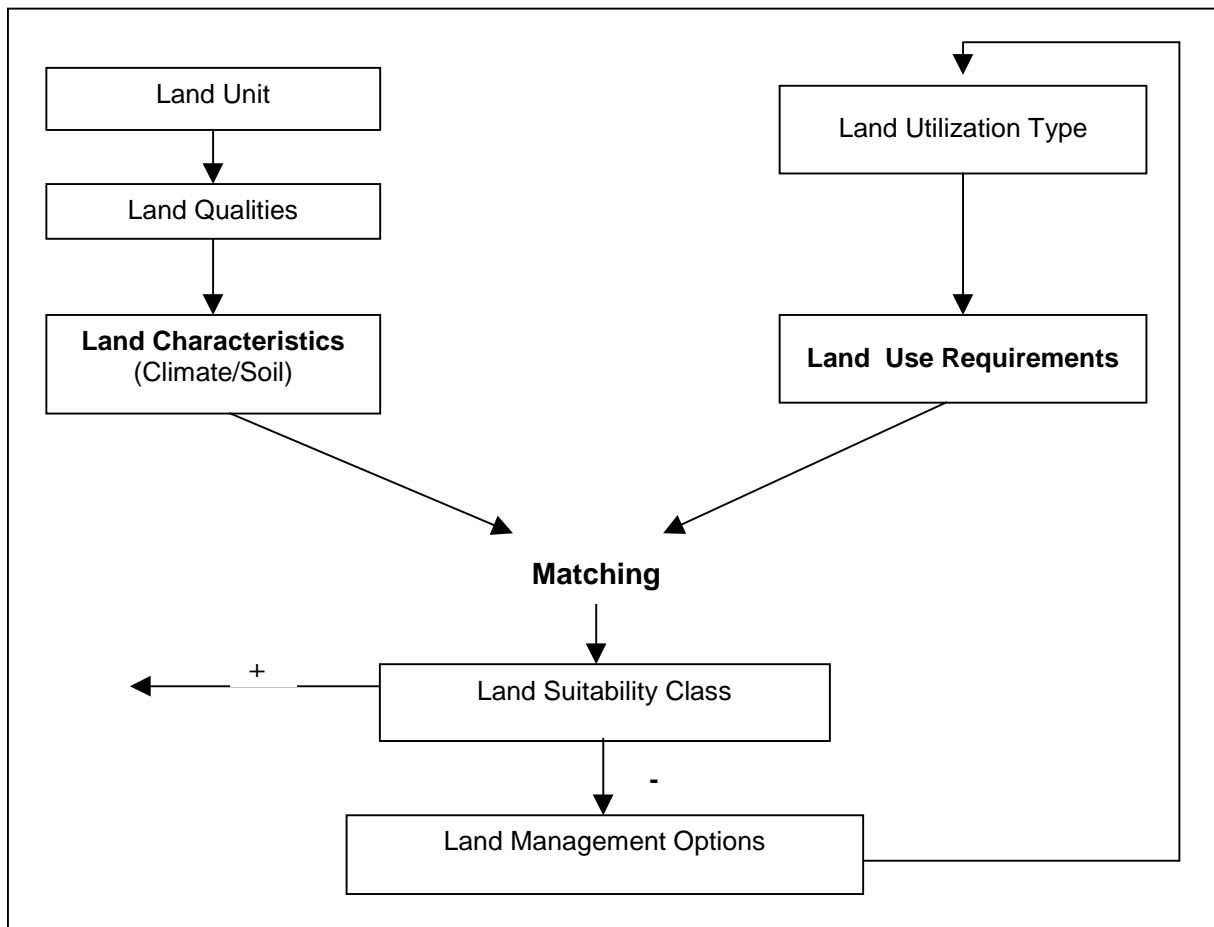 Land Unit
Land Utilization Type
Land Qualities
Land Characteristics
(Climate/Soil)
Land Use Requirements
Matching
+
Land Suitability Class
-
Land Management Options